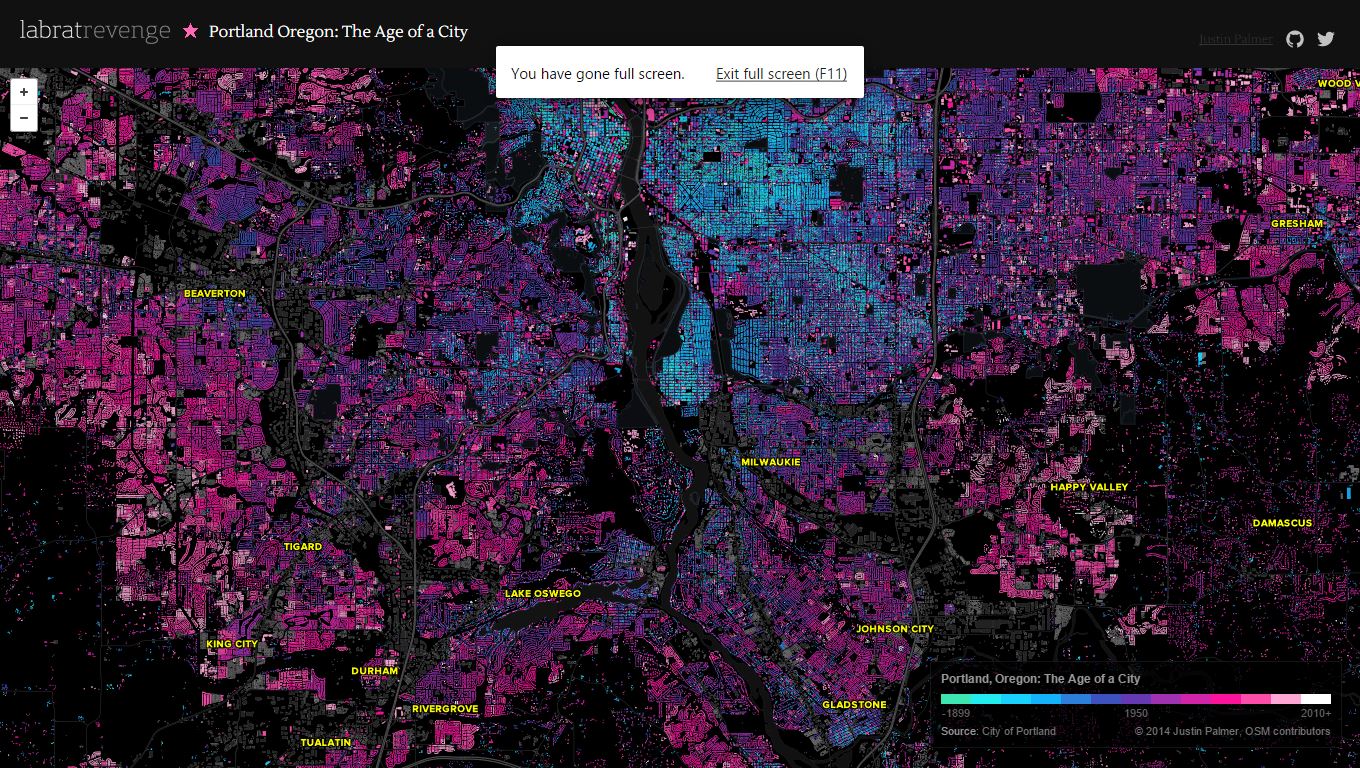 labratrevenge ★ Portland Oregon: The Age of a City
Justin Palmer
You have gone full screen. Exit full screen (F11)
+
−
WOOD V
GRESHAM
BEAVERTON
MILWAUKIE
HAPPY VALLEY
DAMASCUS
TIGARD
LAKE OSWEGO
JOHNSON CITY
KING CITY
DURHAM
RIVERGROVE
GLADSTONE
TUALATIN
Portland, Oregon: The Age of a City
-1899 1950 2010+
Source: City of Portland © 2014 Justin Palmer, OSM contributors